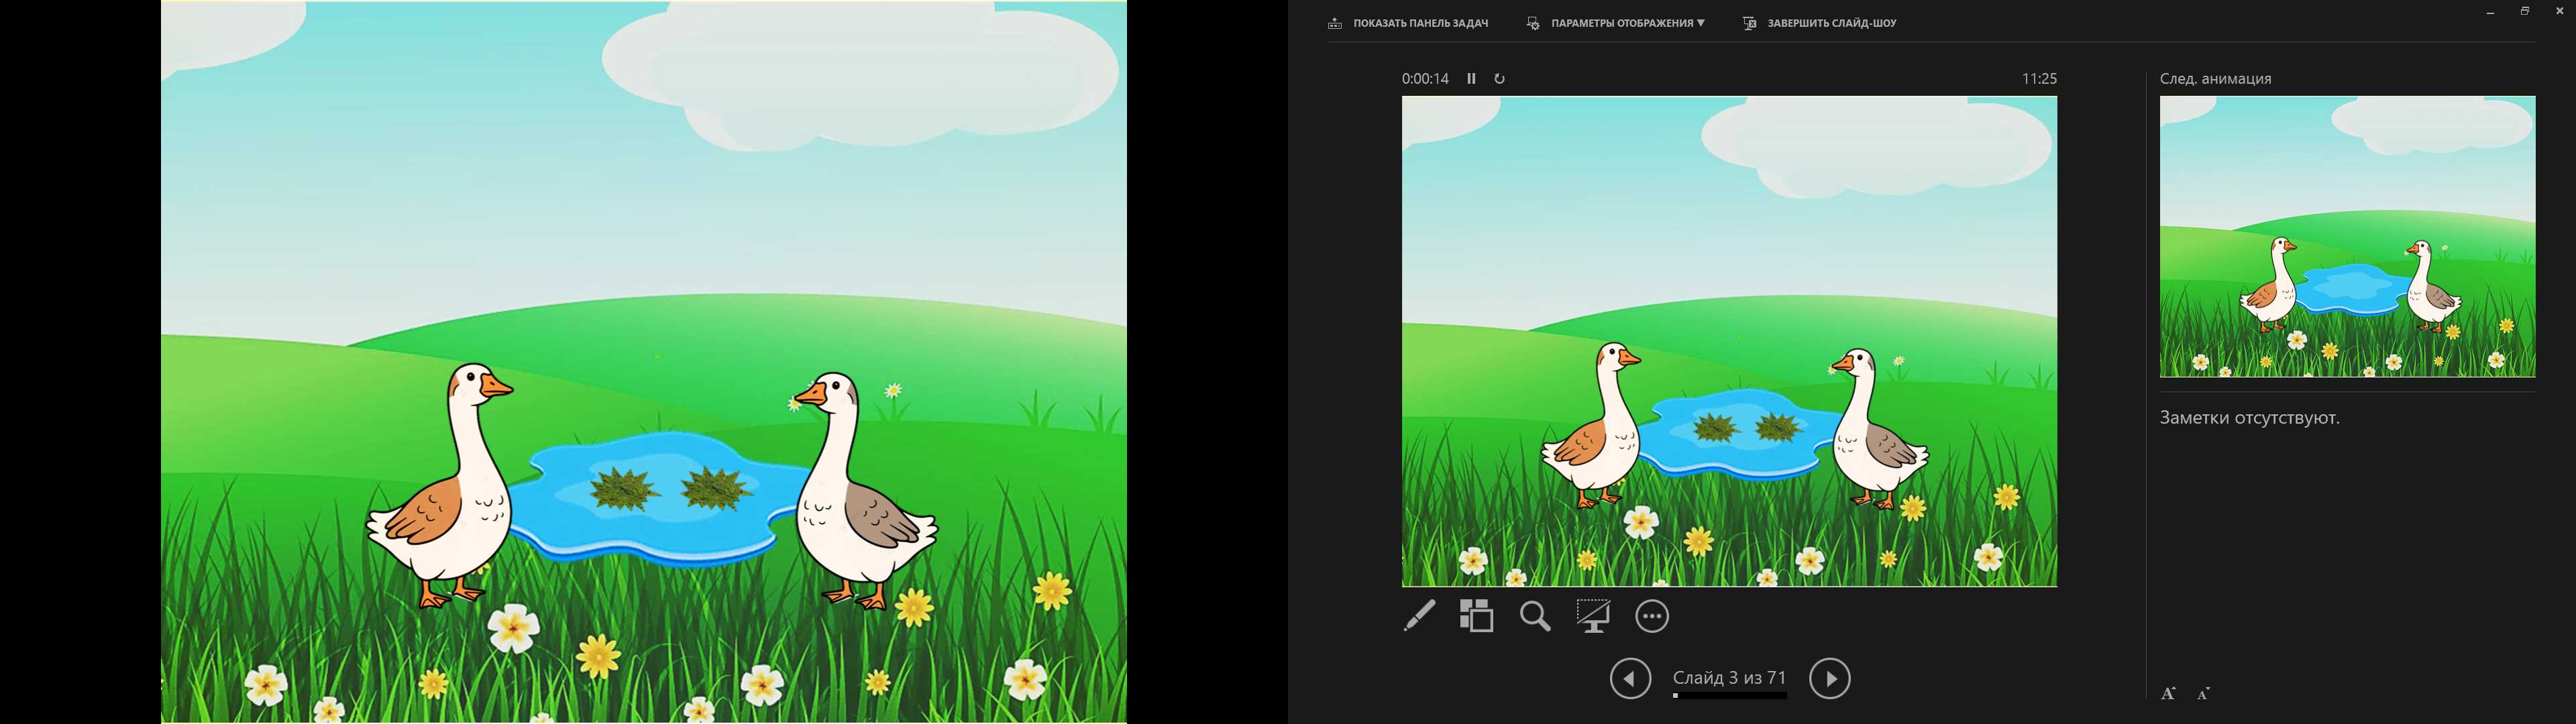 ПОКАЗАТЬ ПАНЕЛЬ ЗАДАЧ ПАРАМЕТРЫ ОТОБРАЖЕНИЯ ▼ ЗАВЕРШИТЬ СЛАЙД-ШОУ
0:00:14 11:25
След. анимация
Заметки отсутствуют.
Слайд 3 из 71
A A